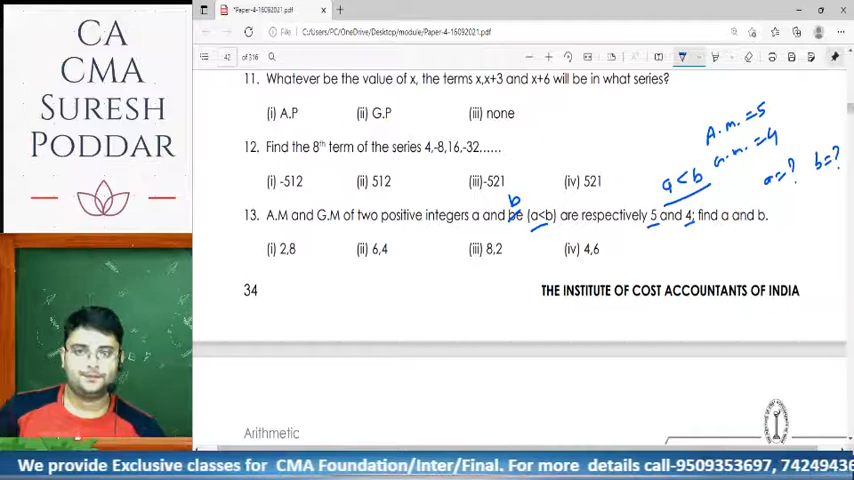 CA
CMA
SURESH
PODDAR
*Paper-4-16092021.pdf
File
C:/Users/PC/OneDrive/Desktop/module/Paper-4-16092021.pdf
42 of 316
11. Whatever be the value of x, the terms x,x+3 and x+6 will be in what series?
(i) A.P (ii) G.P (iii) none
A.m. = 5
12. Find the 8th term of the series 4,-8,16,-32......
G.m. = 4
(i) -512 (ii) 512 (iii)-521 (iv) 521
a < b
a = ? b = ?
b
13. A.M and G.M of two positive integers a and be (a<b) are respectively 5 and 4; find a and b.
(i) 2,8 (ii) 6,4 (iii) 8,2 (iv) 4,6
34 THE INSTITUTE OF COST ACCOUNTANTS OF INDIA
Arithmetic
We provide Exclusive classes for CMA Foundation/Inter/Final. For more details call-9509353697, 7424943